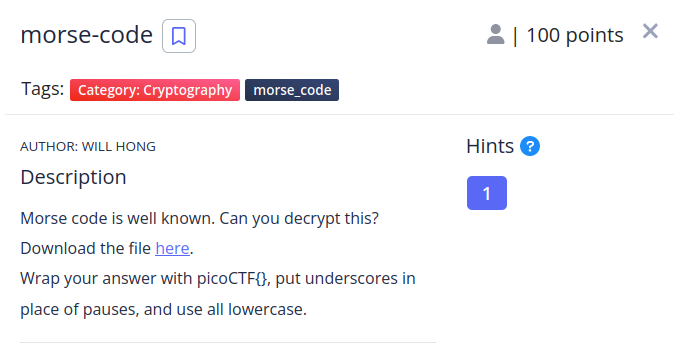 morse-code
| 100 points
Tags: Category: Cryptography morse_code
AUTHOR: WILL HONG
Hints ?
Description
1
Morse code is well known. Can you decrypt this?
Download the file here.
Wrap your answer with picoCTF{}, put underscores in
place of pauses, and use all lowercase.